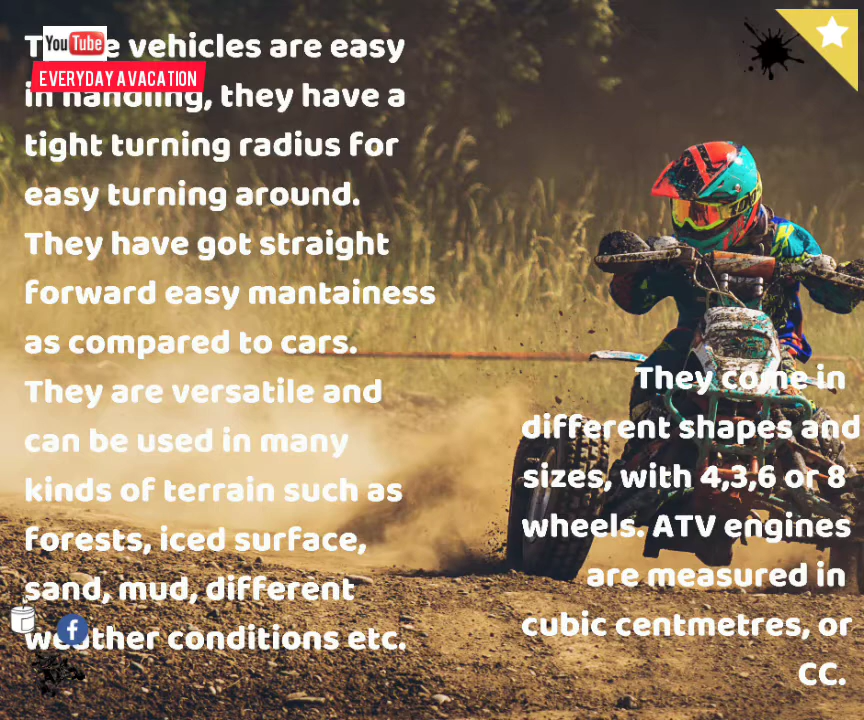 YouTube
EVERYDAY A VACATION
vehicles are easy
in handling, they have a
tight turning radius for
easy turning around.
They have got straight
forward easy mantainess
as compared to cars.
They are versatile and
can be used in many
kinds of terrain such as
forests, iced surface,
sand, mud, different
weather conditions etc.
They come in
different shapes and
sizes, with 4,3,6 or 8
wheels. ATV engines
are measured in
cubic centmetres, or
CC.